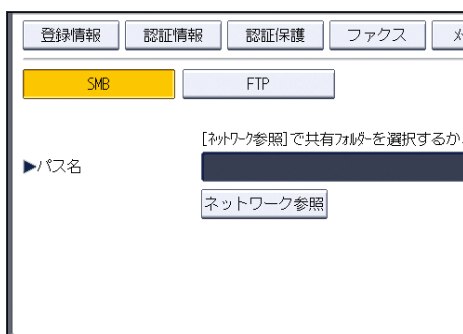 登録情報 認証情報 認証保護 ファクス
SMB FTP
[ﾈｯﾄﾜｰｸ参照]で共有ﾌｫﾙﾀﾞｰを選択するか
▶パス名
ネットワーク参照